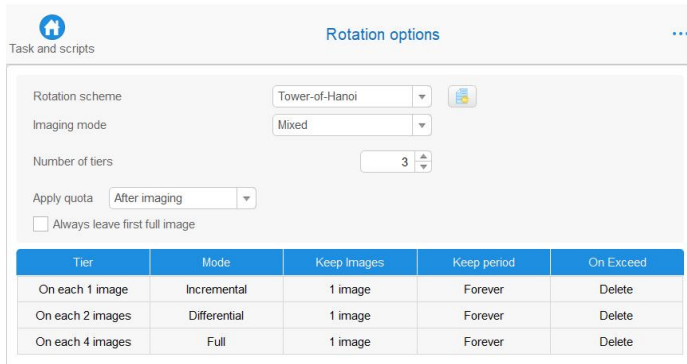 Rotation options
...
Task and scripts
Rotation scheme Tower-of-Hanoi
Imaging mode Mixed
Number of tiers 3
Apply quota After imaging
Always leave first full image
Tier Mode Keep Images Keep period On Exceed
On each 1 image Incremental 1 image Forever Delete
On each 2 images Differential 1 image Forever Delete
On each 4 images Full 1 image Forever Delete